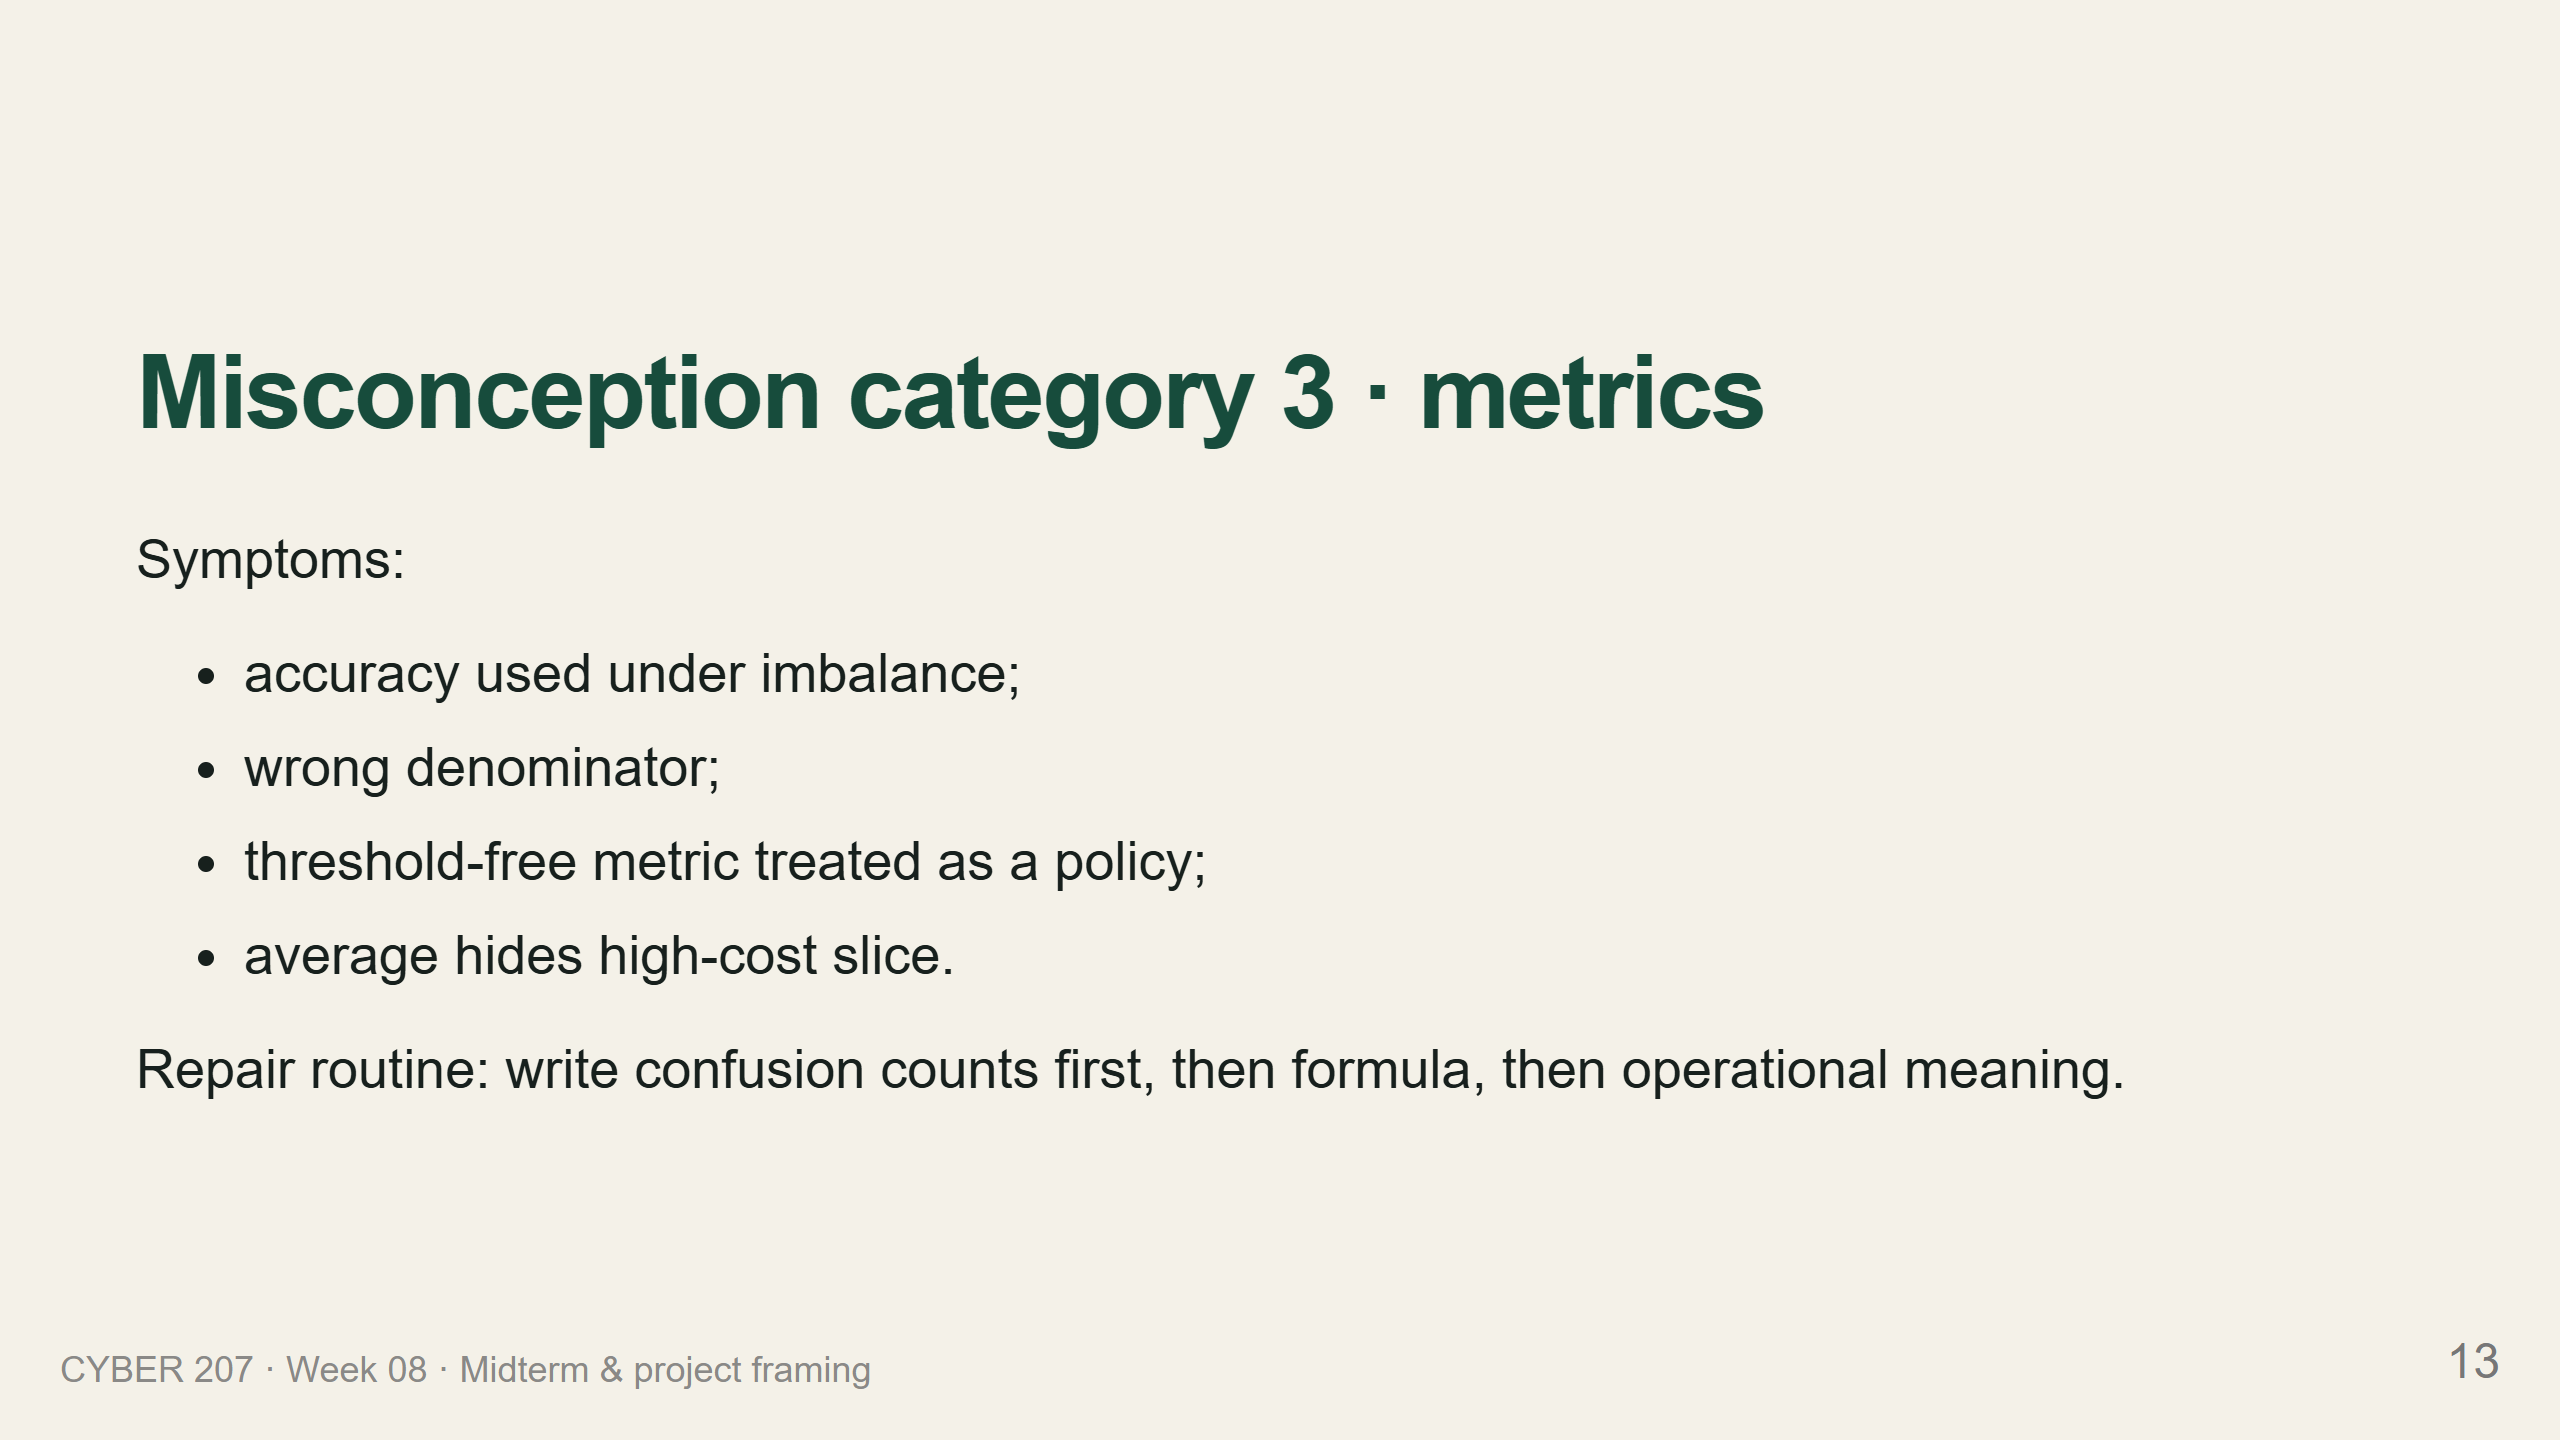 Misconception category 3 · metrics
Symptoms:
• accuracy used under imbalance;
• wrong denominator;
• threshold-free metric treated as a policy;
• average hides high-cost slice.
Repair routine: write confusion counts first, then formula, then operational meaning.
CYBER 207 · Week 08 · Midterm & project framing
13